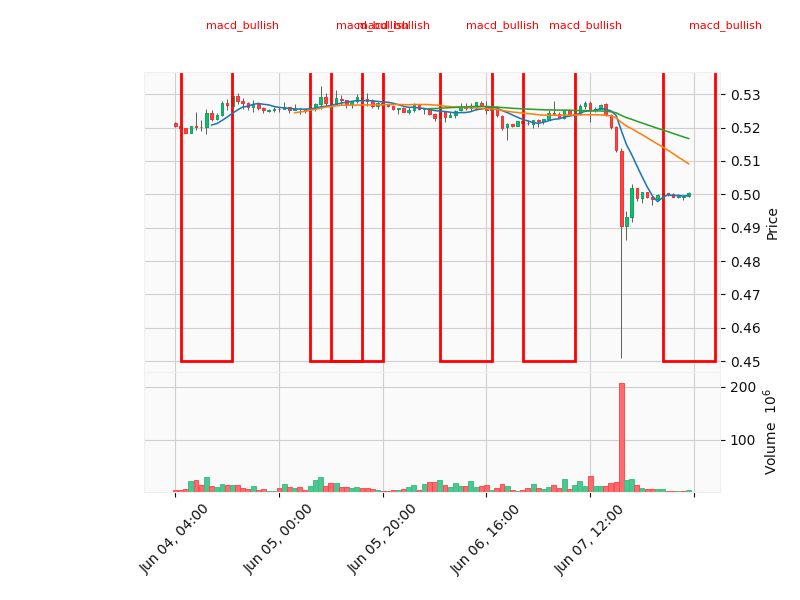 macd_bullish macd_bullish macd_bullish macd_bullish macd_bullish macd_bullish
0.53
0.52
0.51
0.50
0.49
0.48
0.47
0.46
0.45
Price
200
100
Volume 10⁶
Jun 04, 04:00
Jun 05, 00:00
Jun 05, 20:00
Jun 06, 16:00
Jun 07, 12:00